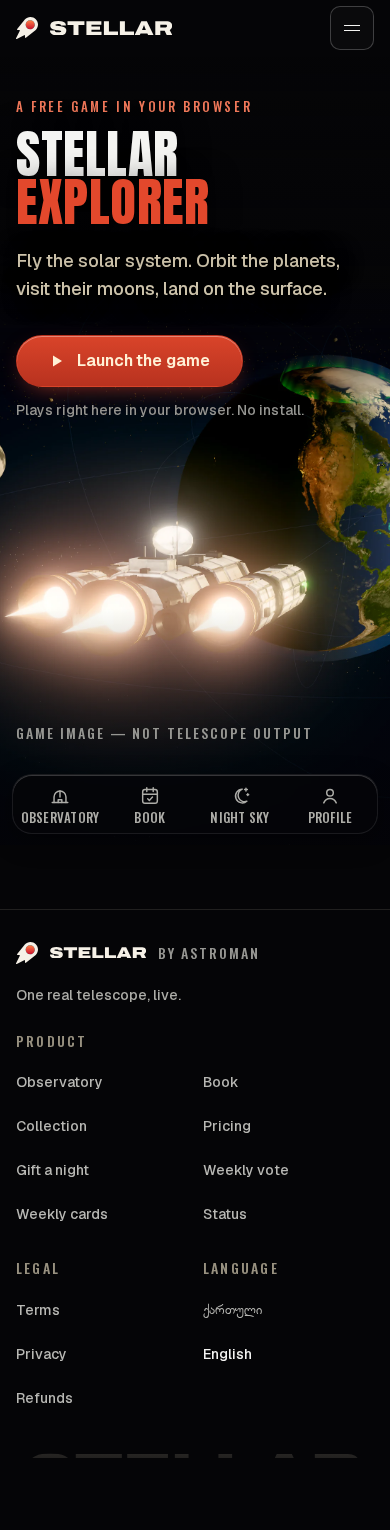 STELLAR
A FREE GAME IN YOUR BROWSER
STELLAR
EXPLORER
Fly the solar system. Orbit the planets,
visit their moons, land on the surface.
Launch the game
Plays right here in your browser. No install.
GAME IMAGE — NOT TELESCOPE OUTPUT
OBSERVATORY BOOK NIGHT SKY PROFILE
STELLAR BY ASTROMAN
One real telescope, live.
PRODUCT
Observatory Book
Collection Pricing
Gift a night Weekly vote
Weekly cards Status
LEGAL LANGUAGE
Terms ქართული
Privacy English
Refunds
STELLAR